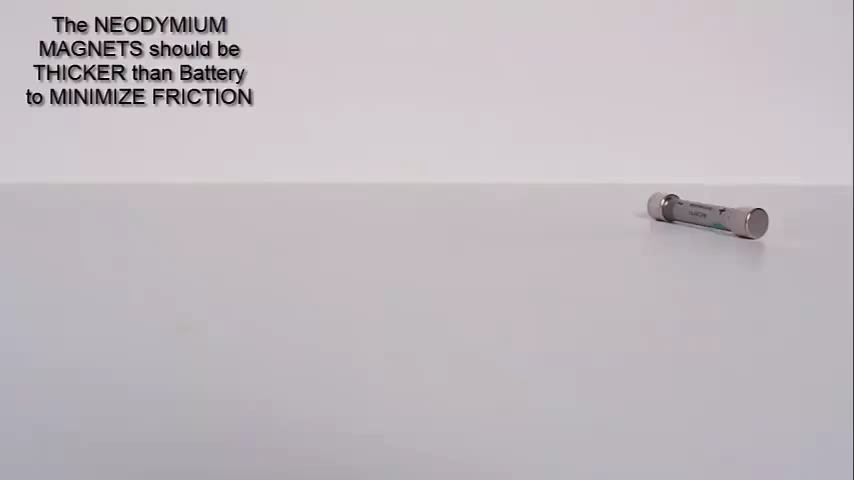 The NEODYMIUM
MAGNETS should be
THICKER than Battery
to MINIMIZE FRICTION